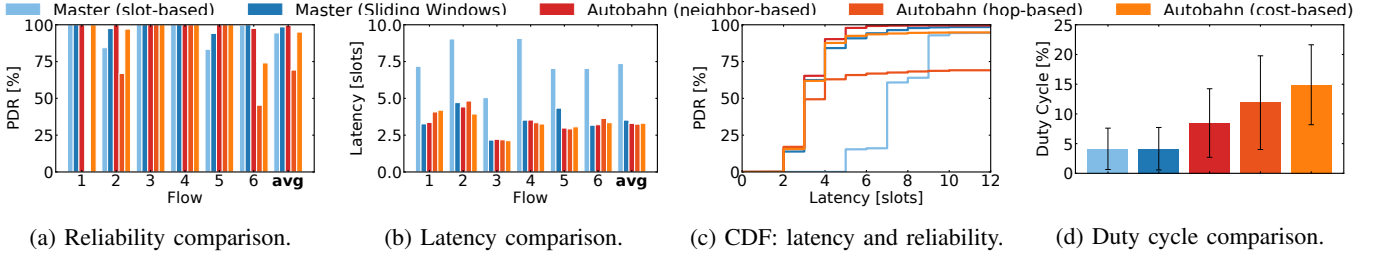 Master (slot-based) Master (Sliding Windows) Autobahn (neighbor-based) Autobahn (hop-based) Autobahn (cost-based)
PDR [%]
100
75
50
25
0
1 2 3 4 5 6 avg
Flow
Latency [slots]
10.0
7.5
5.0
2.5
0.0
1 2 3 4 5 6 avg
Flow
PDR [%]
100
75
50
25
0
0 2 4 6 8 10 12
Latency [slots]
Duty Cycle [%]
25
20
15
10
5
0
(a) Reliability comparison.
(b) Latency comparison.
(c) CDF: latency and reliability.
(d) Duty cycle comparison.